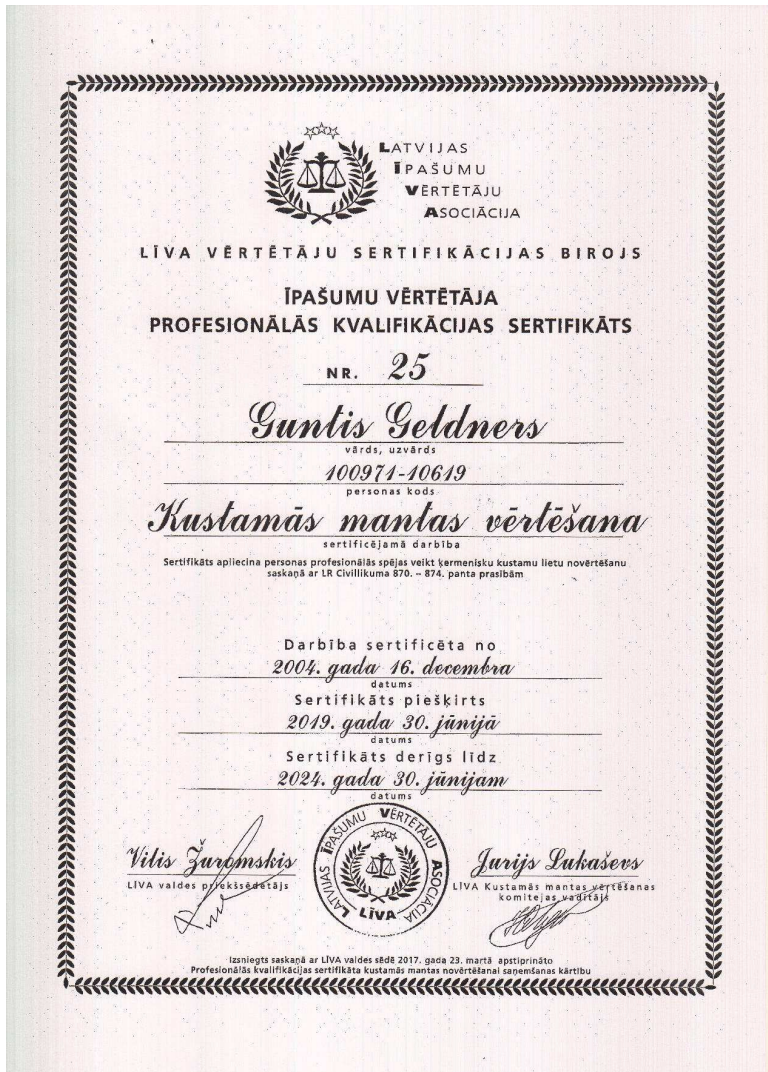 LATVIJAS
ĪPAŠUMU
VĒRTĒTĀJU
ASOCIĀCIJA
LĪVA VĒRTĒTĀJU SERTIFIKĀCIJAS BIROJS
ĪPAŠUMU VĒRTĒTĀJA
PROFESIONĀLĀS KVALIFIKĀCIJAS SERTIFIKĀTS
NR. 25
Guntis Geldners
vārds, uzvārds
100971-10619
personas kods
Kustamās mantas vērtēšana
sertificējamā darbība
Sertifikāts apliecina personas profesionālās spējas veikt ķermenisku kustamu lietu novērtēšanu
saskaņā ar LR Civillikuma 870. – 874. panta prasībām
Darbība sertificēta no
2004. gada 16. decembra
datums
Sertifikāts piešķirts
2019. gada 30. jūnijā
datums
Sertifikāts derīgs līdz
2024. gada 30. jūnijam
datums
Vilis Žuromskis
LĪVA valdes priekšsēdētājs
LATVIJAS ĪPAŠUMU VĒRTĒTĀJU ASOCIĀCIJA
LĪVA
Jurijs Lukaševs
LĪVA Kustamās mantas vērtēšanas
komitejas vadītājs
Izsniegts saskaņā ar LĪVA valdes sēdē 2017. gada 23. martā apstiprināto
Profesionālās kvalifikācijas sertifikāta kustamās mantas novērtēšanai saņemšanas kārtību